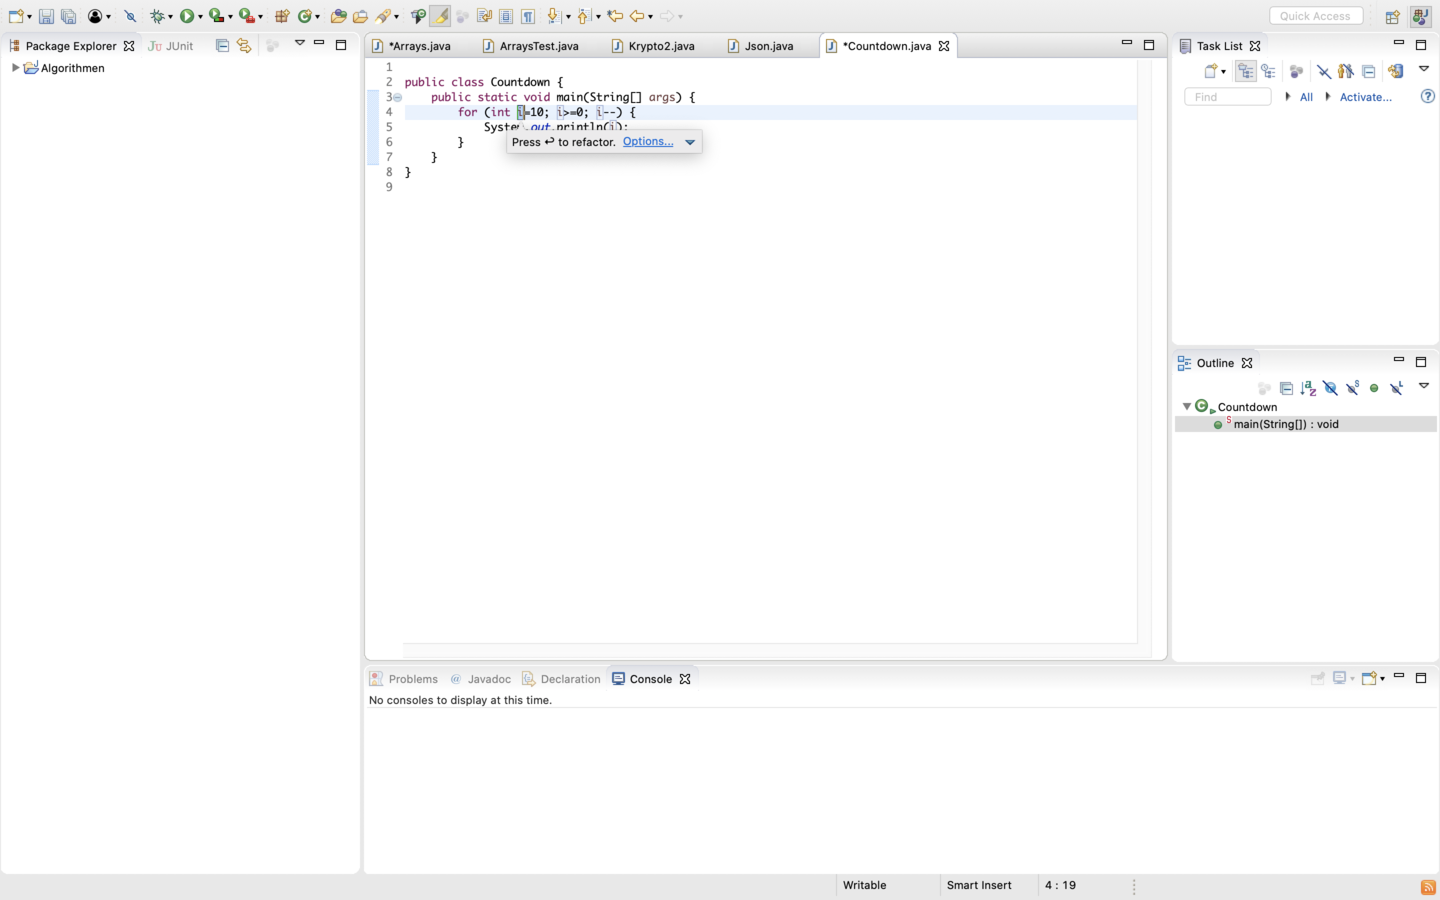 Quick Access
Package Explorer
JUnit
Algorithmen
*Arrays.java
ArraysTest.java
Krypto2.java
Json.java
*Countdown.java
1
2 public class Countdown {
3 public static void main(String[] args) {
4 for (int i=10; i>=0; i--) {
5 System.out.println(i);
6 }
7 }
8 }
9
Press ↩ to refactor. Options...
Task List
Find
All
Activate...
Outline
Countdown
main(String[]) : void
Problems
@ Javadoc
Declaration
Console
No consoles to display at this time.
Writable
Smart Insert
4 : 19